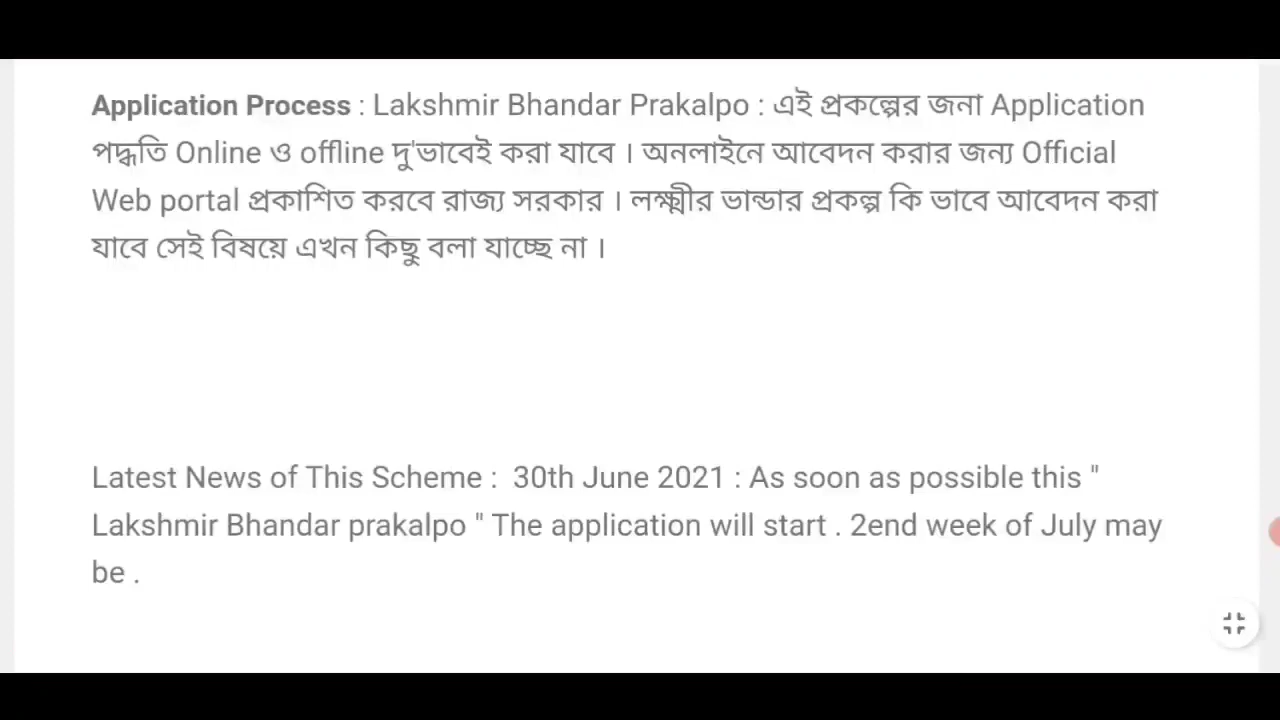 Application Process : Lakshmir Bhandar Prakalpo : এই প্রকল্পের জনা Application
পদ্ধতি Online ও offline দু'ভাবেই করা যাবে । অনলাইনে আবেদন করার জন্য Official
Web portal প্রকাশিত করবে রাজ্য সরকার । লক্ষ্মীর ভান্ডার প্রকল্প কি ভাবে আবেদন করা
যাবে সেই বিষয়ে এখন কিছু বলা যাচ্ছে না ।
Latest News of This Scheme :  30th June 2021 : As soon as possible this "
Lakshmir Bhandar prakalpo " The application will start . 2end week of July may
be .